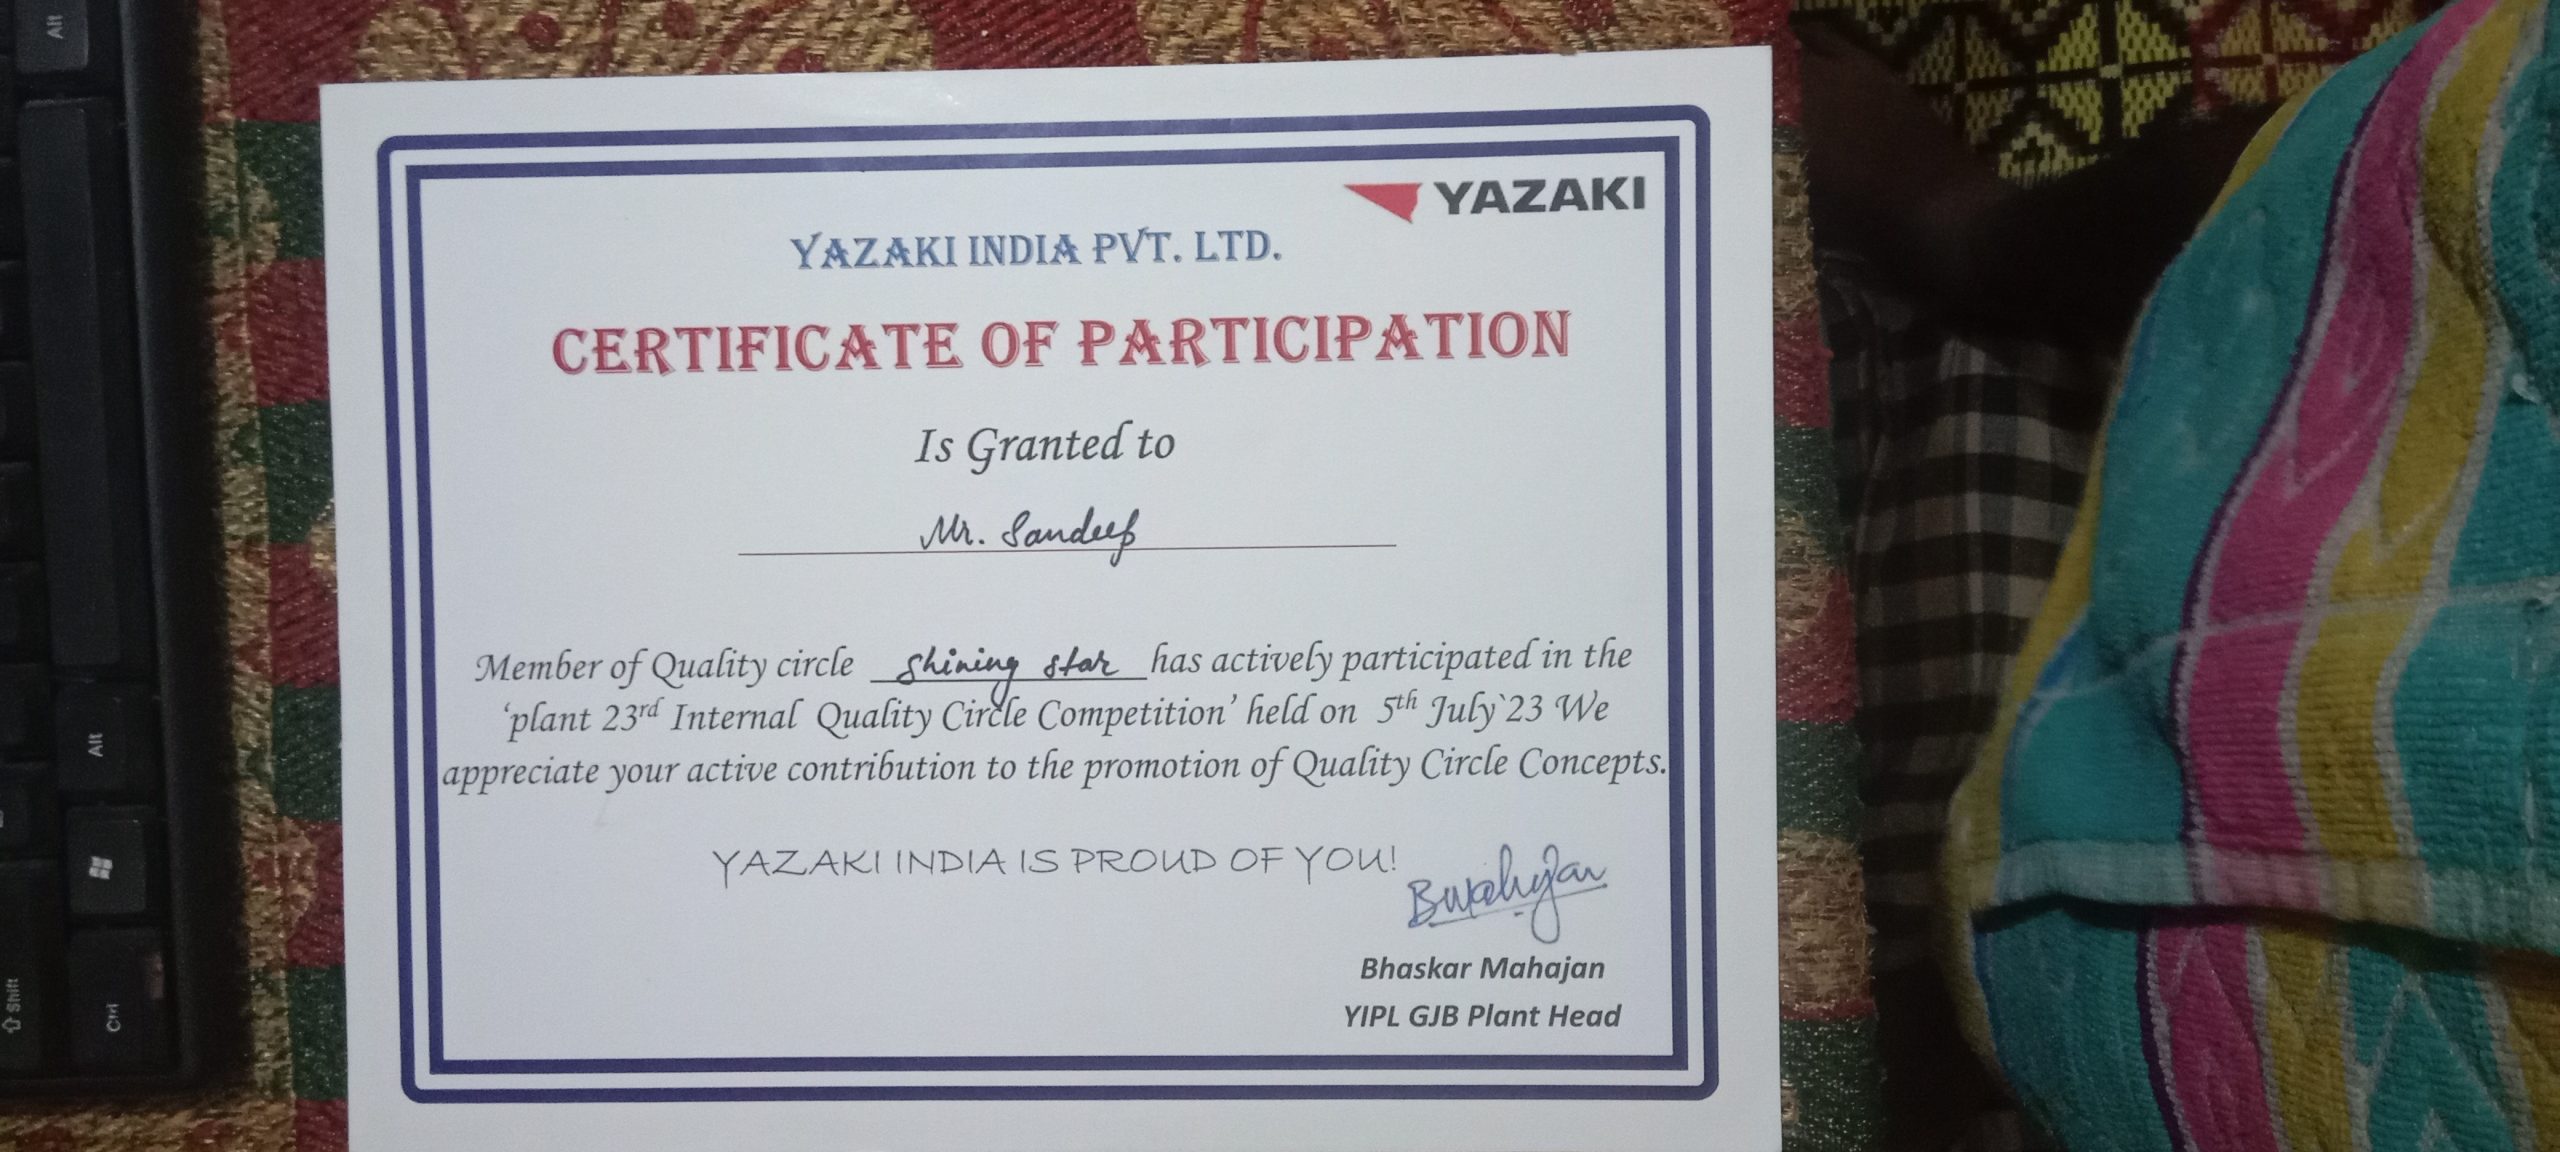 YAZAKI
YAZAKI INDIA PVT. LTD.
CERTIFICATE OF PARTICIPATION
Is Granted to
Mr. Sandeep
Member of Quality circle shining star has actively participated in the
‘plant 23rd Internal Quality Circle Competition’ held on 5th July`23 We
appreciate your active contribution to the promotion of Quality Circle Concepts.
YAZAKI INDIA IS PROUD OF YOU!
Bhaskar Mahajan
YIPL GJB Plant Head
Alt
Alt
Shift
Ctrl